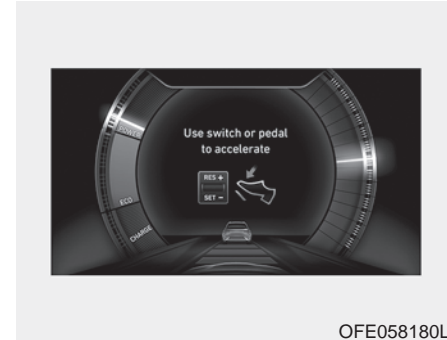 Use switch or pedal
to accelerate
RES +
SET −
POWER
ECO
CHARGE
OFE058180L